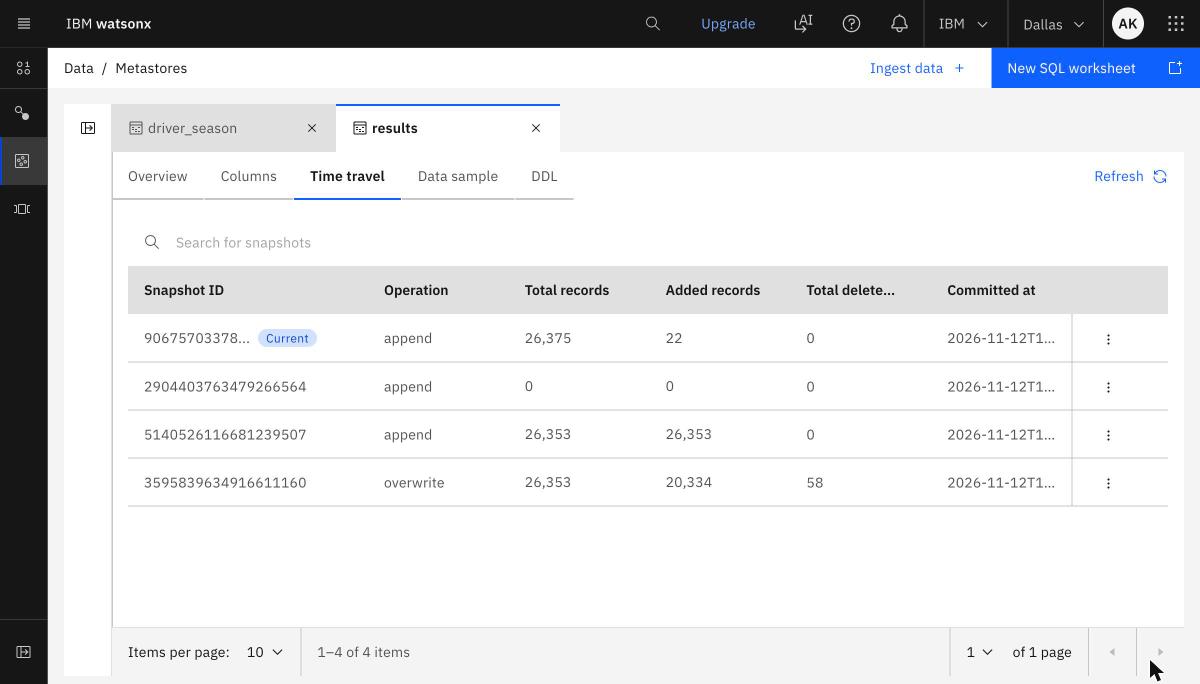 IBM watsonx
Upgrade
AI
IBM
Dallas
AK
Data / Metastores
Ingest data +
New SQL worksheet
driver_season
results
Overview
Columns
Time travel
Data sample
DDL
Refresh
Search for snapshots
Snapshot ID Operation Total records Added records Total delete... Committed at
90675703378... Current append 26,375 22 0 2026-11-12T1...
2904403763479266564 append 0 0 0 2026-11-12T1...
5140526116681239507 append 26,353 26,353 0 2026-11-12T1...
3595839634916611160 overwrite 26,353 20,334 58 2026-11-12T1...
Items per page: 10
1–4 of 4 items
1 of 1 page